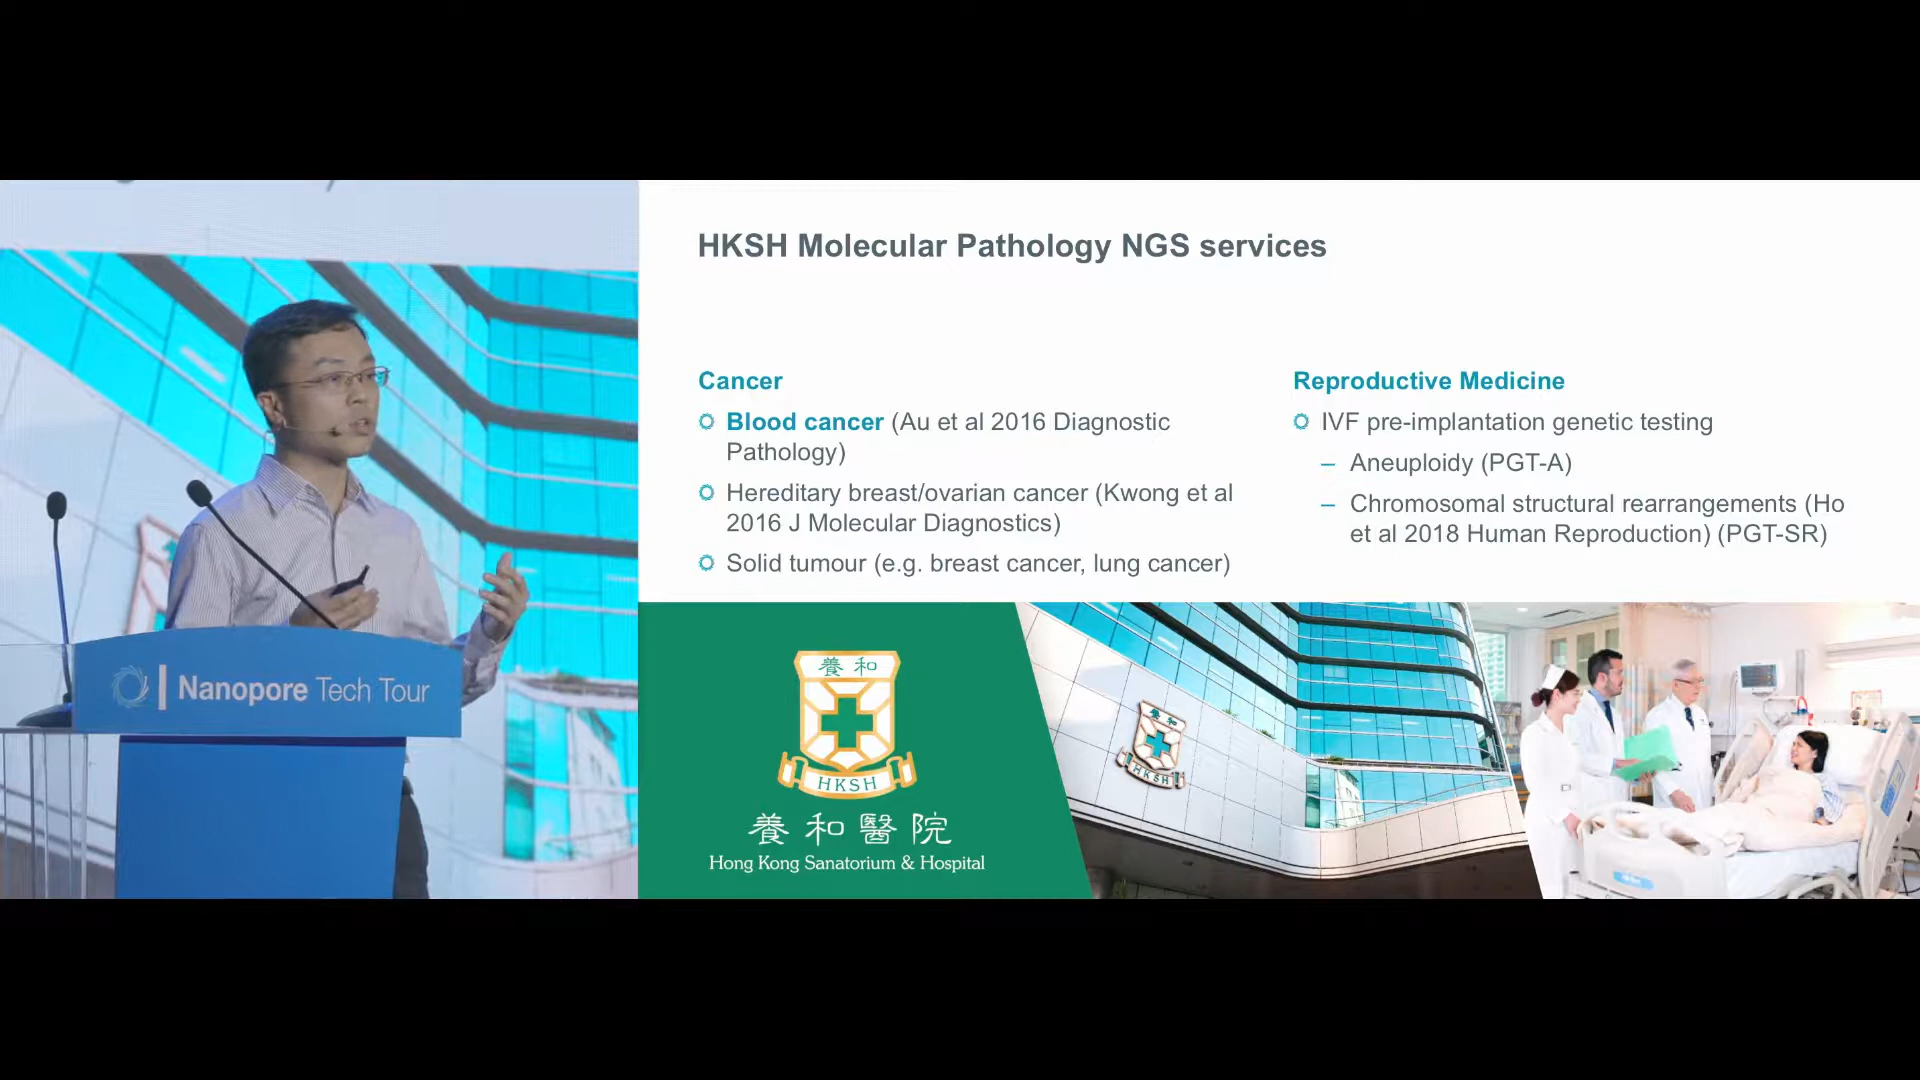 Nanopore Tech Tour
HKSH Molecular Pathology NGS services
Cancer
Blood cancer (Au et al 2016 Diagnostic
Pathology)
Hereditary breast/ovarian cancer (Kwong et al
2016 J Molecular Diagnostics)
Solid tumour (e.g. breast cancer, lung cancer)
Reproductive Medicine
IVF pre-implantation genetic testing
– Aneuploidy (PGT-A)
– Chromosomal structural rearrangements (Ho
et al 2018 Human Reproduction) (PGT-SR)
養和
HKSH
養和醫院
Hong Kong Sanatorium & Hospital
養和
HKSH